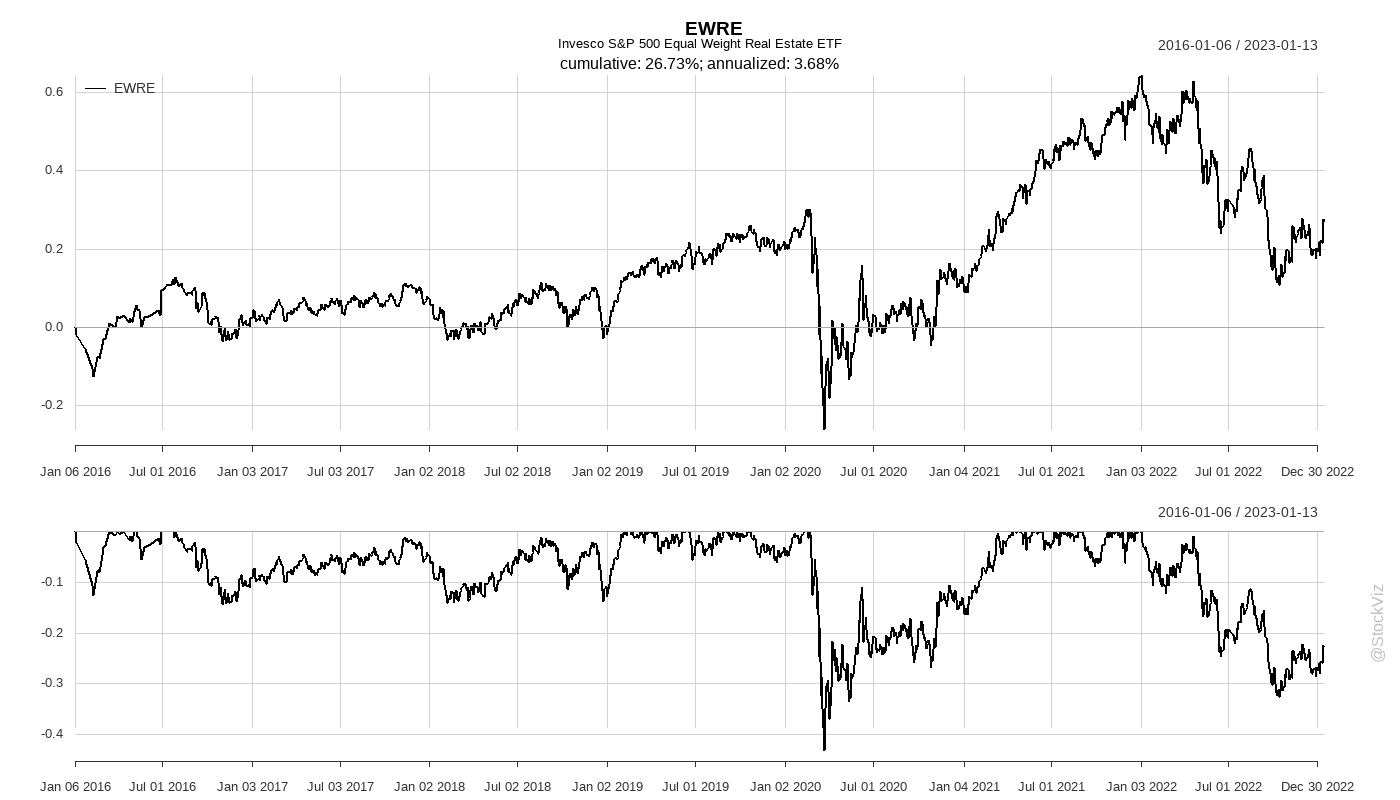 EWRE
Invesco S&P 500 Equal Weight Real Estate ETF
2016-01-06 / 2023-01-13
cumulative: 26.73%; annualized: 3.68%
EWRE
0.6
0.4
0.2
0.0
-0.2
Jan 06 2016 Jul 01 2016 Jan 03 2017 Jul 03 2017 Jan 02 2018 Jul 02 2018 Jan 02 2019 Jul 01 2019 Jan 02 2020 Jul 01 2020 Jan 04 2021 Jul 01 2021 Jan 03 2022 Jul 01 2022 Dec 30 2022
2016-01-06 / 2023-01-13
-0.1
-0.2
-0.3
-0.4
Jan 06 2016 Jul 01 2016 Jan 03 2017 Jul 03 2017 Jan 02 2018 Jul 02 2018 Jan 02 2019 Jul 01 2019 Jan 02 2020 Jul 01 2020 Jan 04 2021 Jul 01 2021 Jan 03 2022 Jul 01 2022 Dec 30 2022
@StockViz